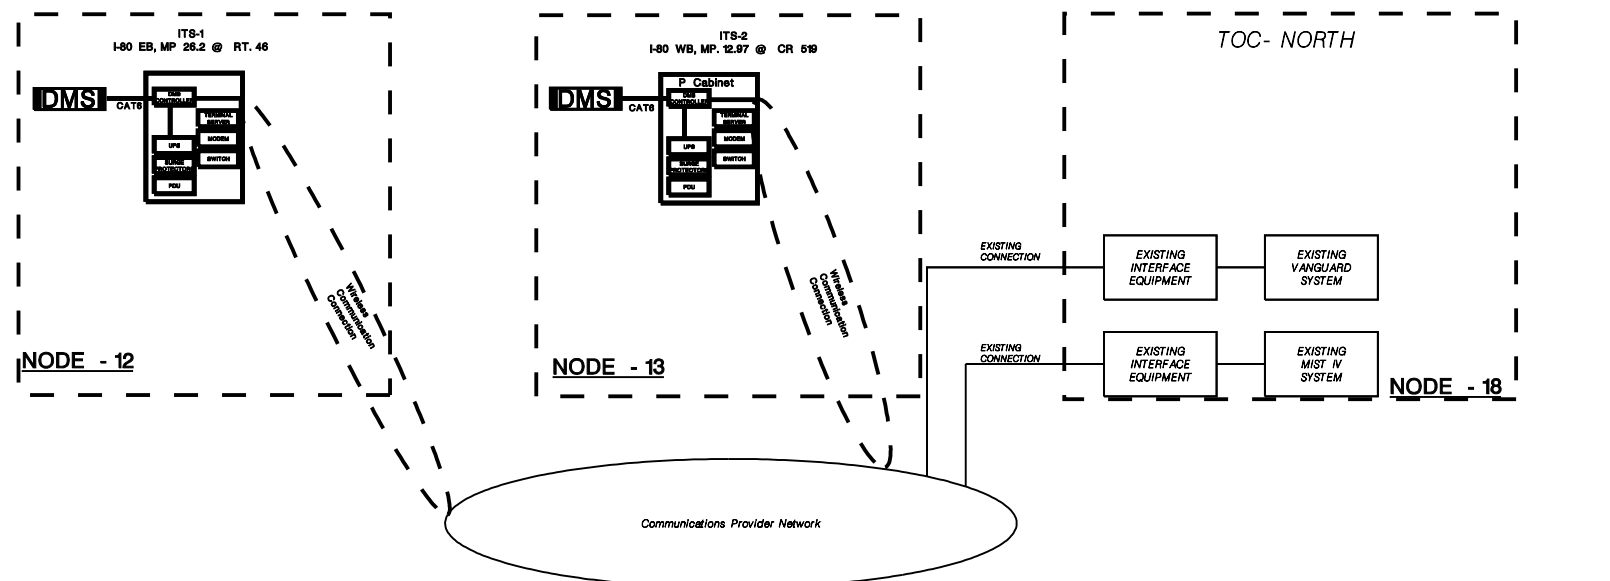 ITS-1
I-80 EB, MP 26.2 @ RT. 46
DMS
CAT6
DMS
CONTROLLER
TERMINAL
SERVER
MODEM
UPS
SWITCH
SURGE
PROTECTOR
PDU
Wireless
Communication
Connection
NODE - 12
ITS-2
I-80 WB, MP. 12.97 @ CR 519
P Cabinet
DMS
CAT6
DMS
CONTROLLER
TERMINAL
SERVER
MODEM
UPS
SWITCH
SURGE
PROTECTOR
PDU
Wireless
Communication
Connection
NODE - 13
TOC- NORTH
EXISTING
CONNECTION
EXISTING
INTERFACE
EQUIPMENT
EXISTING
VANGUARD
SYSTEM
EXISTING
CONNECTION
EXISTING
INTERFACE
EQUIPMENT
EXISTING
MIST IV
SYSTEM
NODE - 18
Communications Provider Network